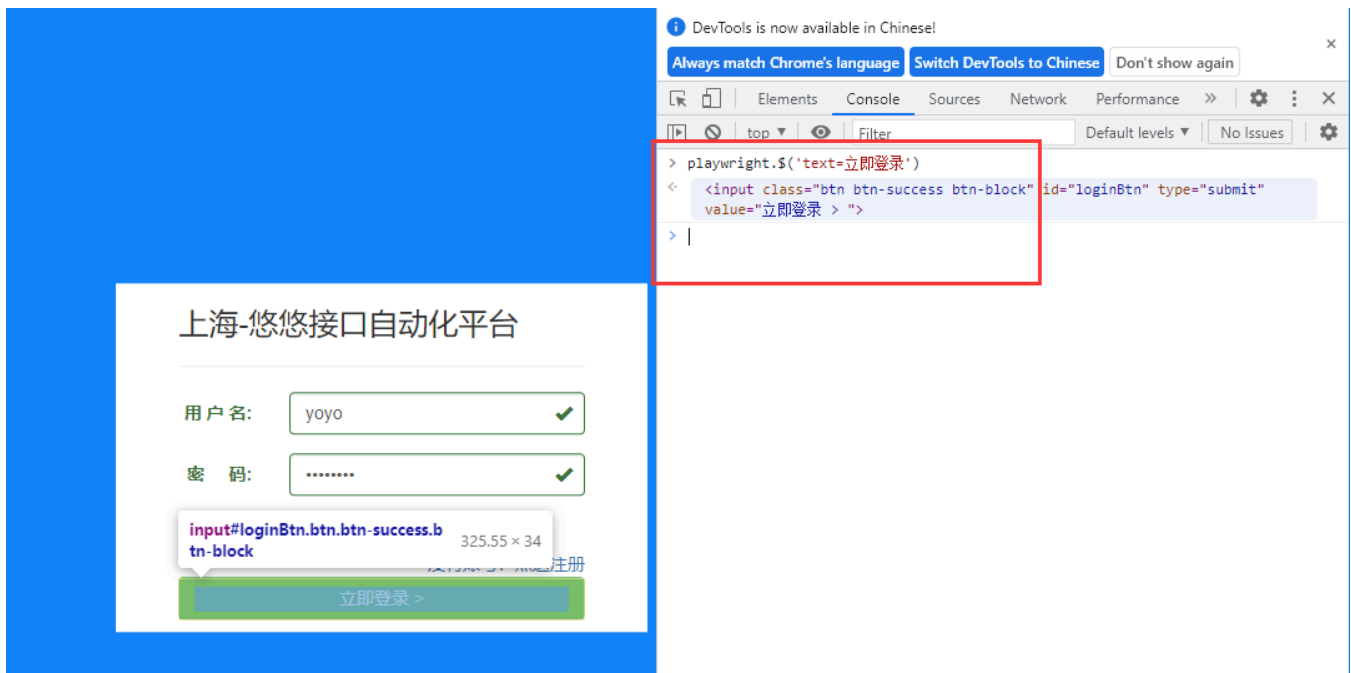 DevTools is now available in Chinese!
Always match Chrome's language Switch DevTools to Chinese Don't show again
Elements Console Sources Network Performance
top Filter Default levels No Issues
> playwright.$('text=立即登录')
<input class="btn btn-success btn-block" id="loginBtn" type="submit"
value="立即登录 > ">
>
上海-悠悠接口自动化平台
用 户 名: yoyo
密 码: ••••••••
input#loginBtn.btn.btn-success.b
tn-block
325.55 × 34
注册
立即登录 >